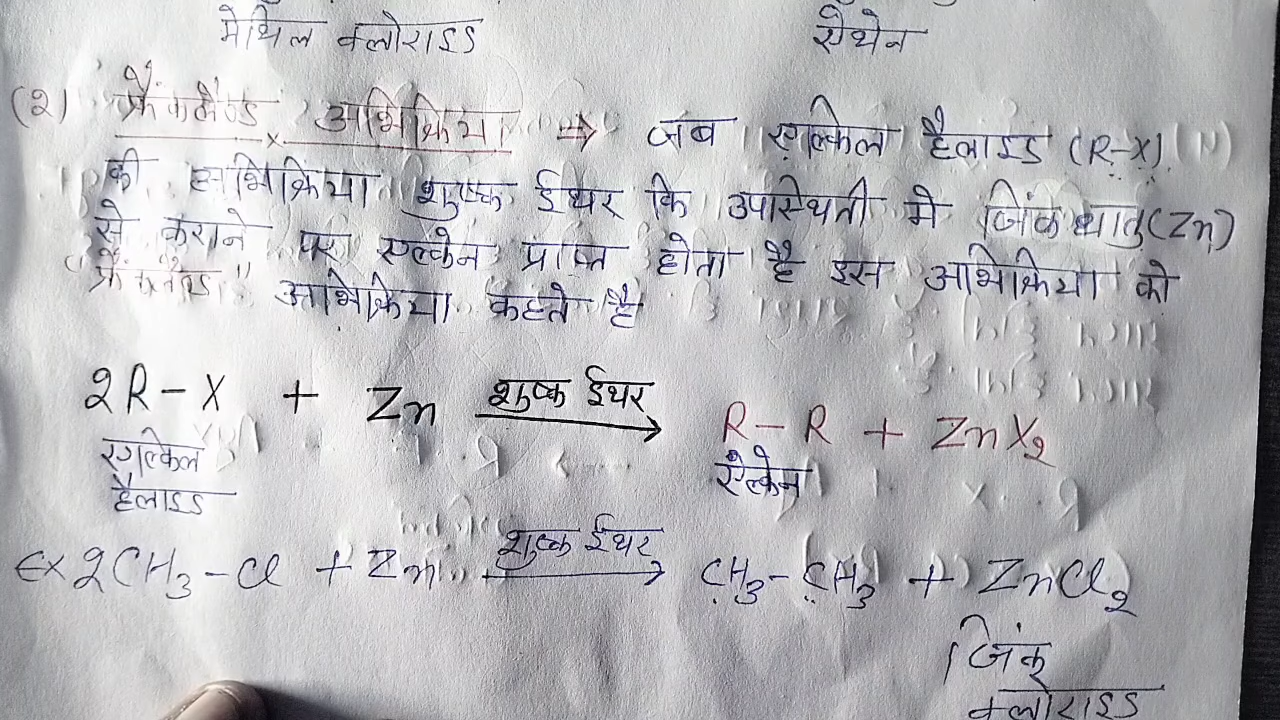 मेथिल क्लोराइड ऐथेन
(2) फ्रैंकलैण्ड अभिक्रिया ⇒ जब एल्किल हैलाइड (R-X)
की अभिक्रिया शुष्क ईथर कि उपस्थिती मे जिंक धातु (Zn)
से कराने पर एल्केन प्राप्त होता है इस अभिक्रिया को
"फ्रैंकलैंड" अभिक्रिया कहते है
2R-X + Zn शुष्क ईथर → R-R + ZnX₂
एल्किल हैलाइड ऐल्केन
Ex 2CH₃-Cl + Zn शुष्क ईथर → CH₃-CH₃ + ZnCl₂
जिंक
क्लोराइड